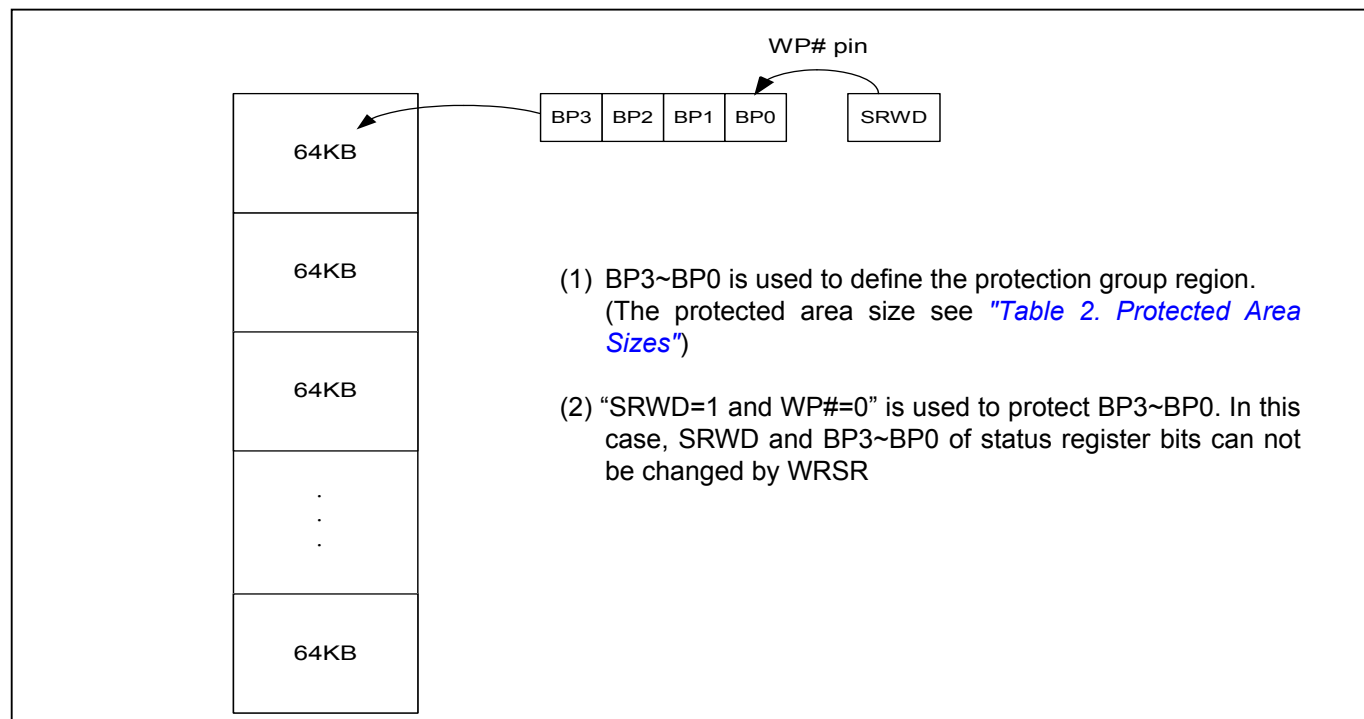 WP# pin
BP3 BP2 BP1 BP0 SRWD
64KB
64KB
64KB
.
.
.
64KB
(1) BP3~BP0 is used to define the protection group region.
(The protected area size see "Table 2. Protected Area
Sizes")
(2) “SRWD=1 and WP#=0” is used to protect BP3~BP0. In this
case, SRWD and BP3~BP0 of status register bits can not
be changed by WRSR